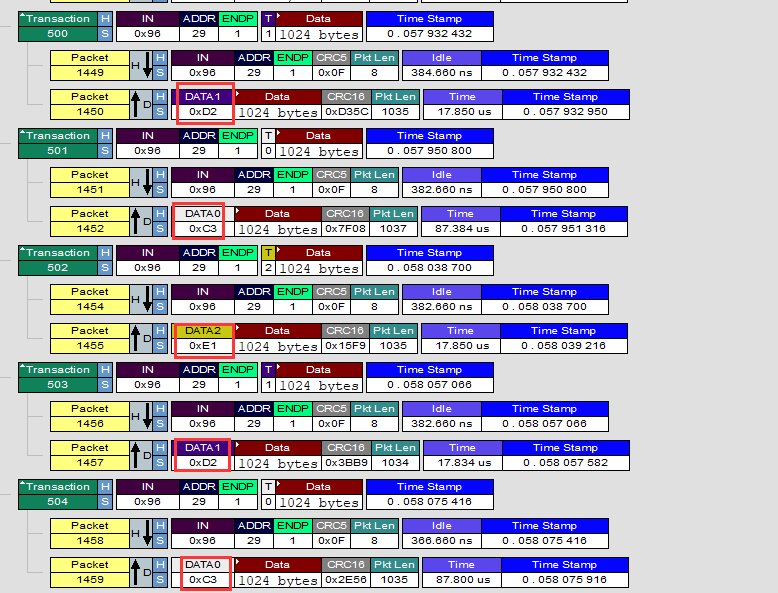 Transaction H IN ADDR ENDP T Data Time Stamp
500 S 0x96 29 1 1 1024 bytes 0 . 057 932 432
Packet H H IN ADDR ENDP CRC5 Pkt Len Idle Time Stamp
1449 S 0x96 29 1 0x0F 8 384.660 ns 0 . 057 932 432
Packet D H DATA1 Data CRC16 Pkt Len Time Time Stamp
1450 S 0xD2 1024 bytes 0xD35C 1035 17.850 us 0 . 057 932 950
Transaction H IN ADDR ENDP T Data Time Stamp
501 S 0x96 29 1 0 1024 bytes 0 . 057 950 800
Packet H H IN ADDR ENDP CRC5 Pkt Len Idle Time Stamp
1451 S 0x96 29 1 0x0F 8 382.660 ns 0 . 057 950 800
Packet D H DATA0 Data CRC16 Pkt Len Time Time Stamp
1452 S 0xC3 1024 bytes 0x7F08 1037 87.384 us 0 . 057 951 316
Transaction H IN ADDR ENDP T Data Time Stamp
502 S 0x96 29 1 2 1024 bytes 0 . 058 038 700
Packet H H IN ADDR ENDP CRC5 Pkt Len Idle Time Stamp
1454 S 0x96 29 1 0x0F 8 382.660 ns 0 . 058 038 700
Packet D H DATA2 Data CRC16 Pkt Len Time Time Stamp
1455 S 0xE1 1024 bytes 0x15F9 1035 17.850 us 0 . 058 039 216
Transaction H IN ADDR ENDP T Data Time Stamp
503 S 0x96 29 1 1 1024 bytes 0 . 058 057 066
Packet H H IN ADDR ENDP CRC5 Pkt Len Idle Time Stamp
1456 S 0x96 29 1 0x0F 8 382.660 ns 0 . 058 057 066
Packet D H DATA1 Data CRC16 Pkt Len Time Time Stamp
1457 S 0xD2 1024 bytes 0x3BB9 1034 17.834 us 0 . 058 057 582
Transaction H IN ADDR ENDP T Data Time Stamp
504 S 0x96 29 1 0 1024 bytes 0 . 058 075 416
Packet H H IN ADDR ENDP CRC5 Pkt Len Idle Time Stamp
1458 S 0x96 29 1 0x0F 8 366.660 ns 0 . 058 075 416
Packet D H DATA0 Data CRC16 Pkt Len Time Time Stamp
1459 S 0xC3 1024 bytes 0x2E56 1035 87.800 us 0 . 058 075 916